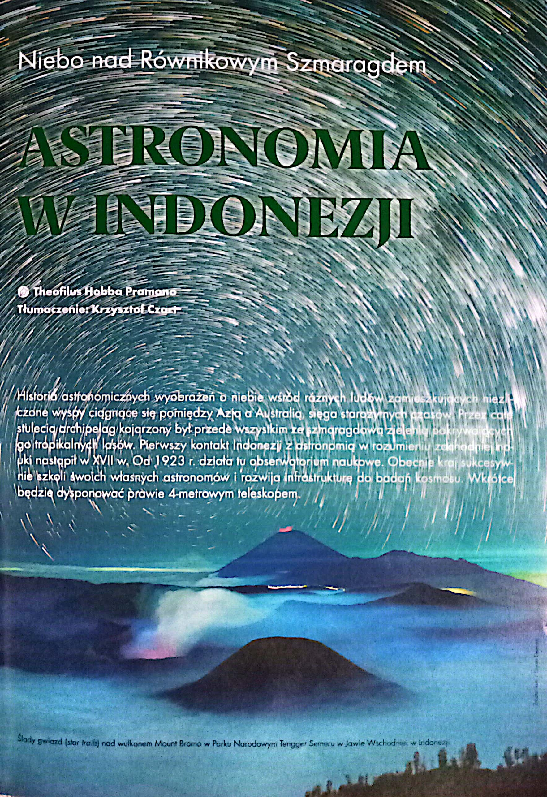 Niebo nad Równikowym Szmaragdem
ASTRONOMIA
W INDONEZJI
Theofilus Hobba Pramono
Tłumaczenie: Krzysztof Czart
Historia astronomicznych wyobrażeń o niebie wśród różnych ludów zamieszkujących niezli-
czone wyspy ciągnące się pomiędzy Azją a Australią, sięga starożytnych czasów. Przez całe
stulecia archipelag kojarzony był przede wszystkim ze szmaragdową zielenią pokrywających
go tropikalnych lasów. Pierwszy kontakt Indonezji z astronomią w rozumieniu zachodniej na-
uki nastąpił w XVII w. Od 1923 r. działa tu obserwatorium naukowe. Obecnie kraj sukcesyw-
nie szkoli swoich własnych astronomów i rozwija infrastrukturę do badań kosmosu. Wkrótce
będzie dysponować prawie 4-metrowym teleskopem.
Ślady gwiazd (star trails) nad wulkanem Mount Bromo w Parku Narodowym Tengger Semeru w Jawie Wschodniej w Indonezji